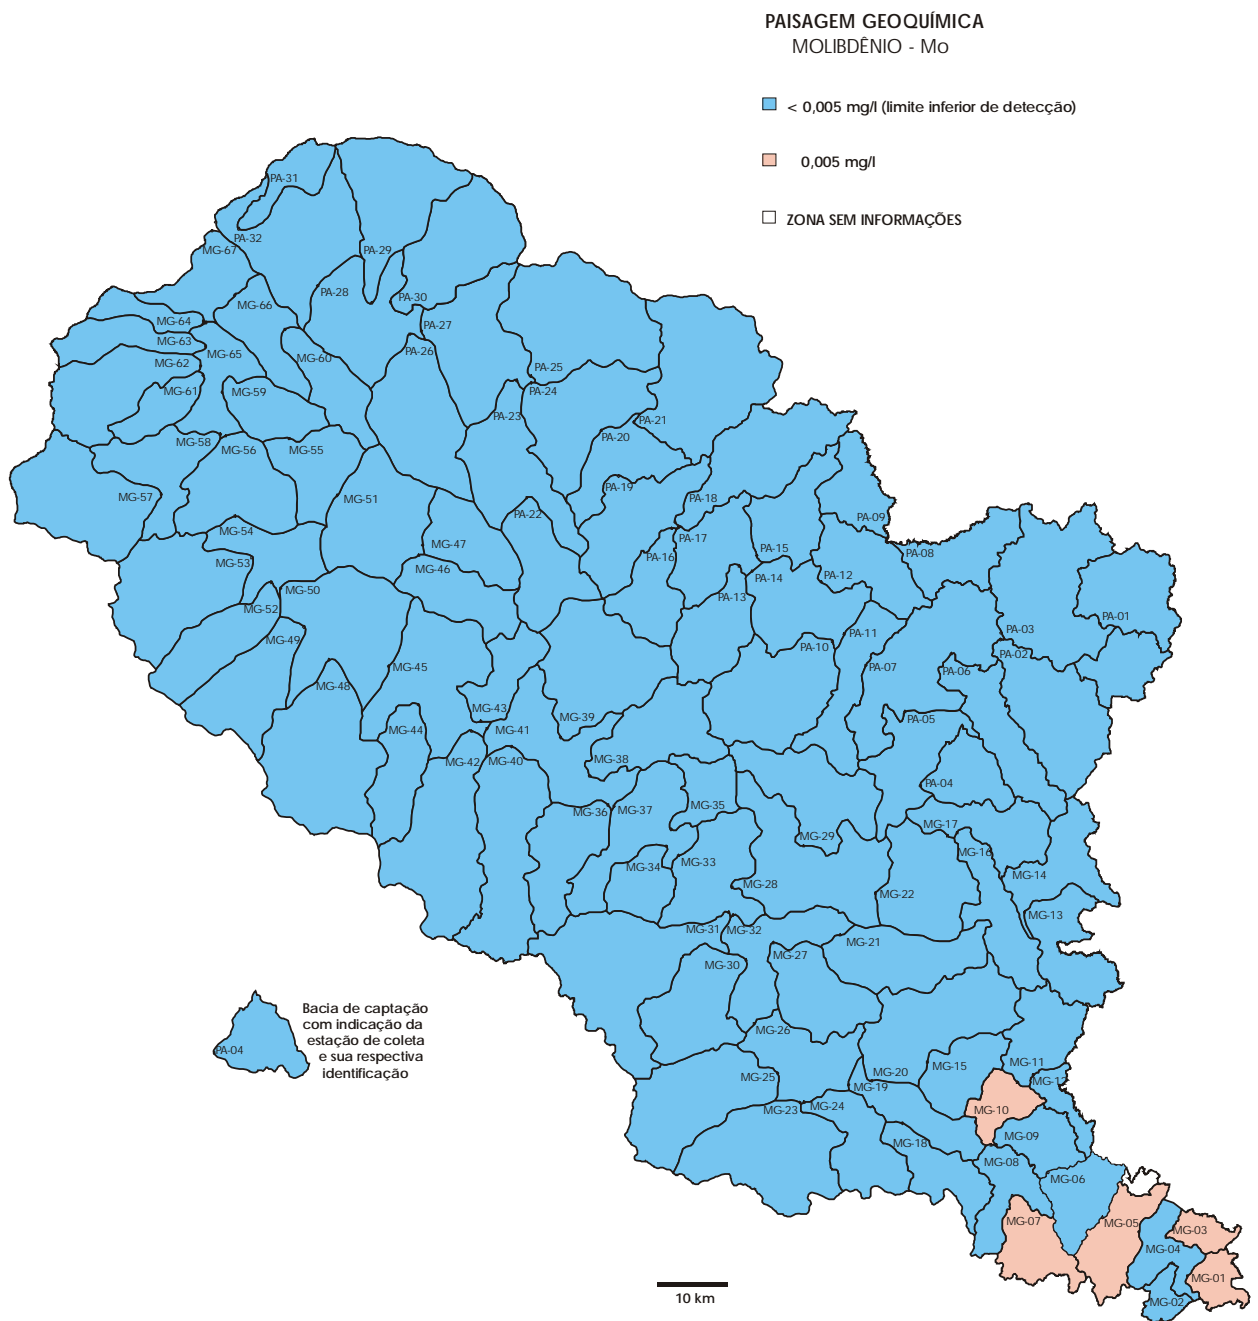 PAISAGEM GEOQUÍMICA
MOLIBDÊNIO - Mo
< 0,005 mg/l (limite inferior de detecção)
0,005 mg/l
ZONA SEM INFORMAÇÕES
PA-31
PA-32
MG-67
PA-29
PA-28
PA-30
MG-66
MG-64
PA-27
MG-63
MG-65
PA-26
MG-60
MG-62
PA-25
MG-61
MG-59
PA-24
PA-23
PA-21
PA-20
MG-58
MG-56
MG-55
PA-19
MG-57
MG-51
PA-18
PA-22
PA-09
MG-54
PA-17
MG-47
PA-15
PA-08
PA-16
MG-53
MG-46
PA-14
PA-12
MG-50
PA-13
MG-52
PA-01
PA-03
PA-11
MG-49
PA-10
PA-02
MG-45
PA-07
PA-06
MG-48
MG-43
MG-39
PA-05
MG-44
MG-41
MG-42
MG-40
MG-38
PA-04
MG-36
MG-37
MG-35
MG-17
MG-29
MG-16
MG-34
MG-33
MG-14
MG-28
MG-22
MG-13
MG-31
MG-32
MG-21
MG-30
MG-27
Bacia de captação
com indicação da
estação de coleta
e sua respectiva
identificação
PA-04
MG-26
MG-11
MG-15
MG-20
MG-25
MG-12
MG-19
MG-23
MG-24
MG-10
MG-09
MG-18
MG-08
MG-06
MG-07
MG-05
MG-03
MG-04
MG-01
MG-02
10 km